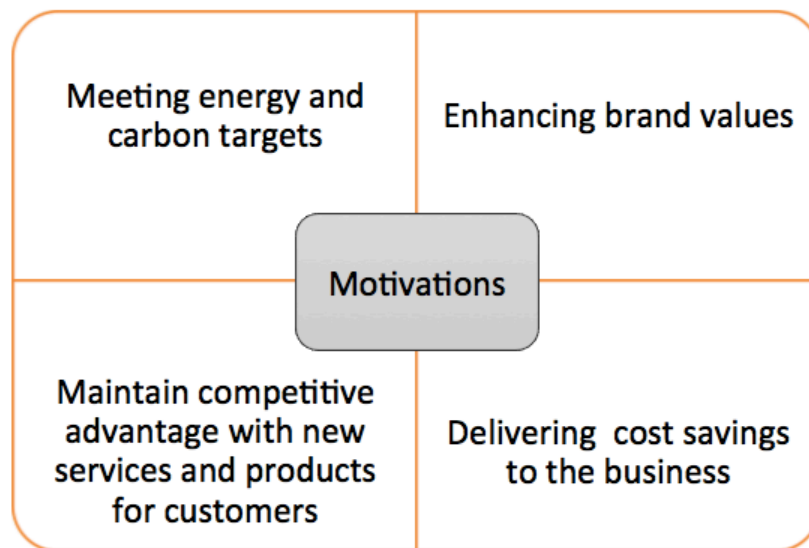 Meeting energy and
carbon targets
Enhancing brand values
Motivations
Maintain competitive
advantage with new
services and products
for customers
Delivering cost savings
to the business